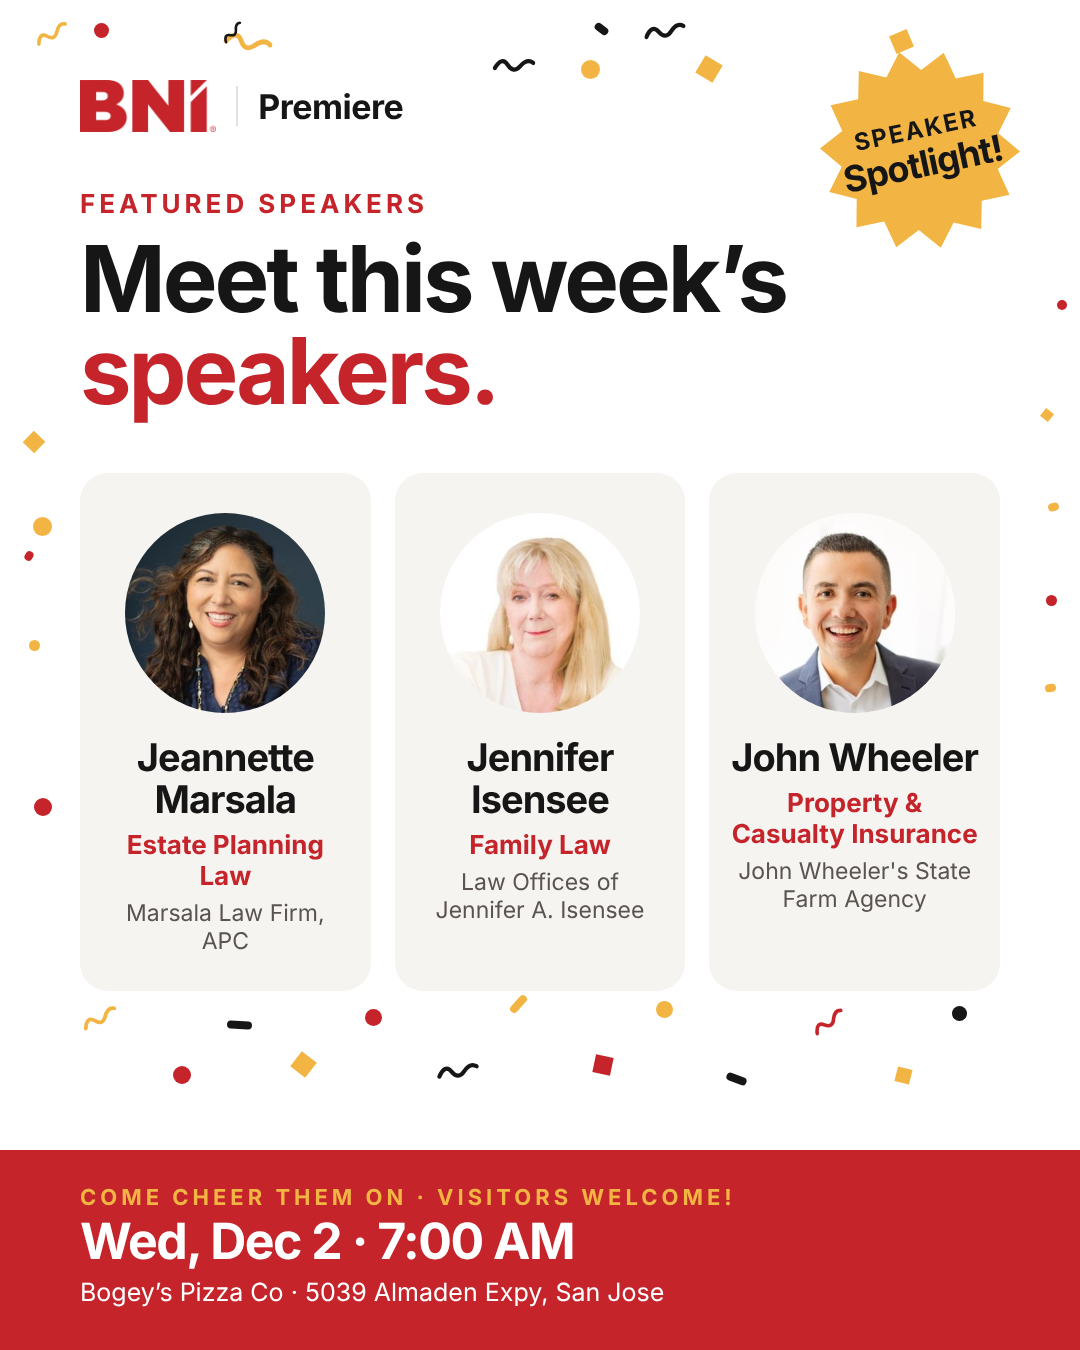 BNI®
Premiere
SPEAKER
Spotlight!
FEATURED SPEAKERS
Meet this week’s
speakers.
Jeannette
Marsala
Estate Planning
Law
Marsala Law Firm,
APC
Jennifer
Isensee
Family Law
Law Offices of
Jennifer A. Isensee
John Wheeler
Property &
Casualty Insurance
John Wheeler's State
Farm Agency
COME CHEER THEM ON · VISITORS WELCOME!
Wed, Dec 2 · 7:00 AM
Bogey’s Pizza Co · 5039 Almaden Expy, San Jose